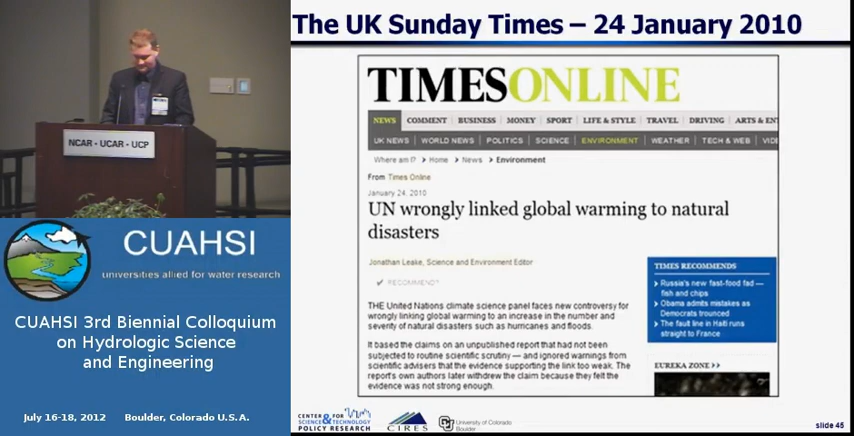 The UK Sunday Times – 24 January 2010
TIMESONLINE
NEWS COMMENT BUSINESS MONEY SPORT LIFE & STYLE TRAVEL DRIVING ARTS & ENT
UK NEWS WORLD NEWS POLITICS SCIENCE ENVIRONMENT WEATHER TECH & WEB VIDE
Where am I? > Home > News > Environment
From Times Online
January 24, 2010
UN wrongly linked global warming to natural
disasters
Jonathan Leake, Science and Environment Editor
RECOMMEND?
THE United Nations climate science panel faces new controversy for
wrongly linking global warming to an increase in the number and
severity of natural disasters such as hurricanes and floods.
It based the claims on an unpublished report that had not been
subjected to routine scientific scrutiny — and ignored warnings from
scientific advisers that the evidence supporting the link too weak. The
report's own authors later withdrew the claim because they felt the
evidence was not strong enough.
TIMES RECOMMENDS
Russia's new fast-food fad —
fish and chips
Obama admits mistakes as
Democrats trounced
The fault line in Haiti runs
straight to France
EUREKA ZONE >>
NCAR • UCAR • UCP
CUAHSI
universities allied for water research
CUAHSI 3rd Biennial Colloquium
on Hydrologic Science
and Engineering
July 16-18, 2012 Boulder, Colorado U.S.A.
CENTER FOR
SCIENCE & TECHNOLOGY
POLICY RESEARCH
CIRES
CU
University of Colorado
Boulder
slide 45